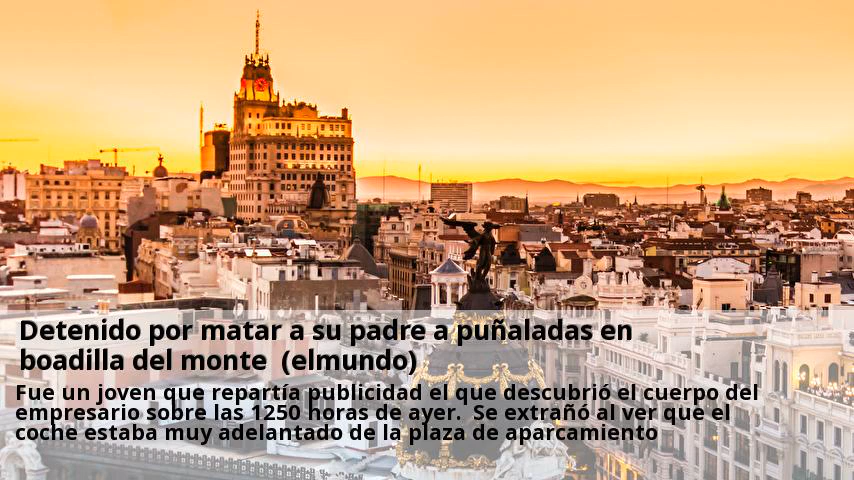 Detenido por matar a su padre a puñaladas en
boadilla del monte (elmundo)
Fue un joven que repartía publicidad el que descubrió el cuerpo del
empresario sobre las 1250 horas de ayer. Se extrañó al ver que el
coche estaba muy adelantado de la plaza de aparcamiento